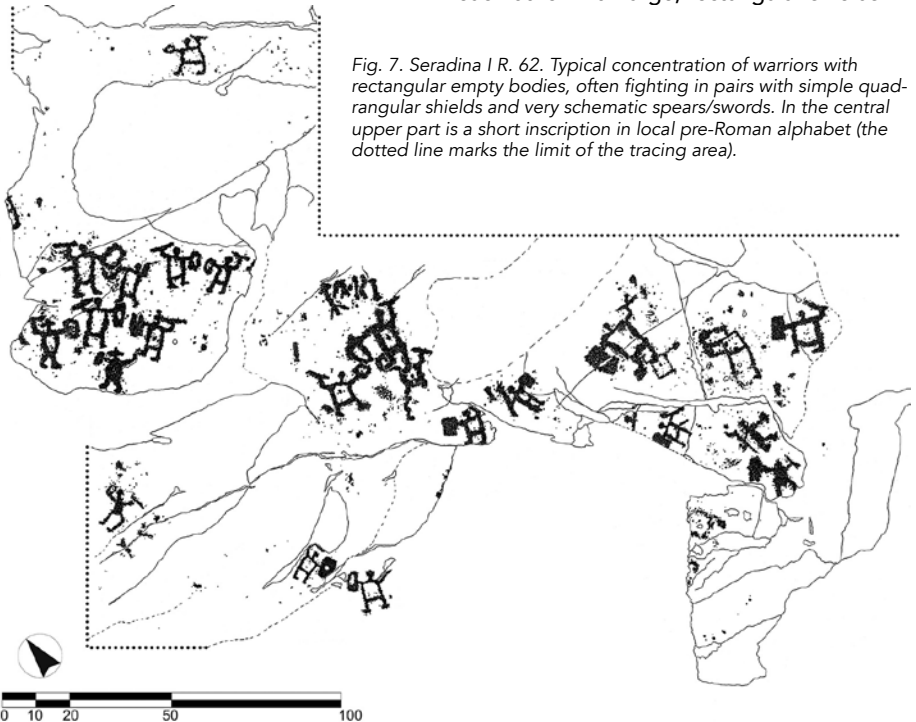 Fig. 7. Seradina I R. 62. Typical concentration of warriors with
rectangular empty bodies, often fighting in pairs with simple quad-
rangular shields and very schematic spears/swords. In the central
upper part is a short inscription in local pre-Roman alphabet (the
dotted line marks the limit of the tracing area).
0 10 20 50 100